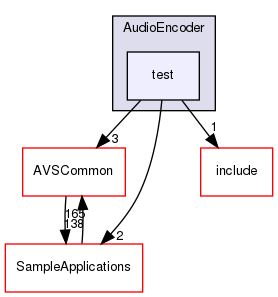 AudioEncoder
test
3
1
AVSCommon
include
165
138
2
SampleApplications